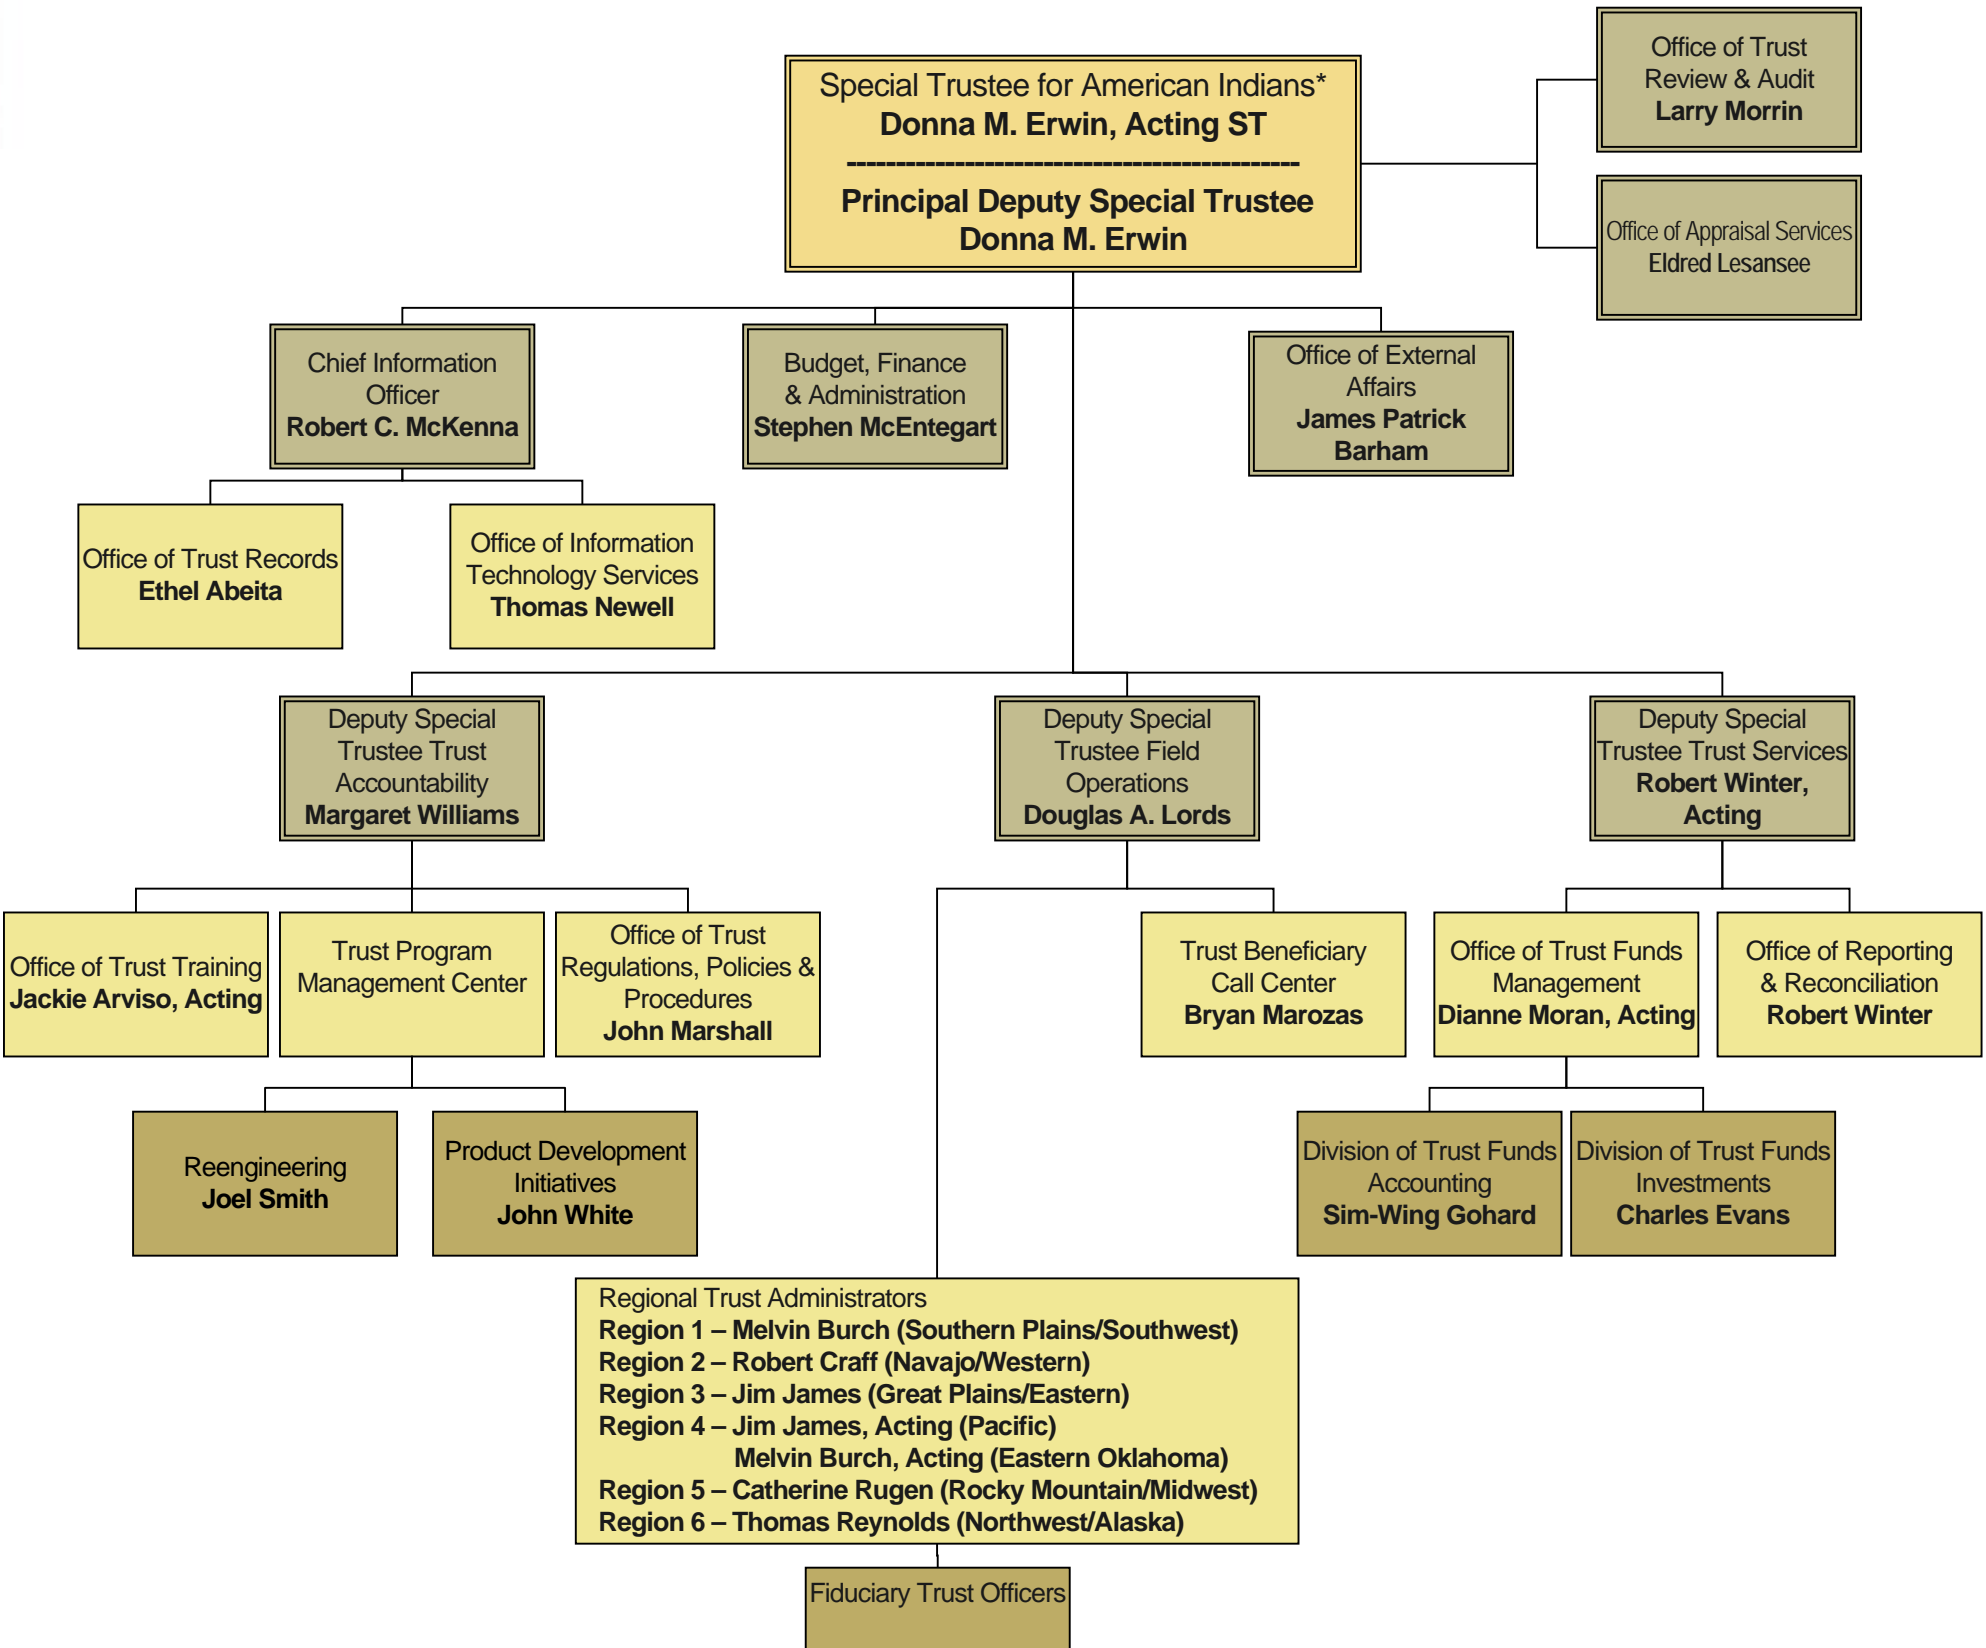 Special Trustee for American Indians*
Donna M. Erwin, Acting ST
----------------------------------------------
Principal Deputy Special Trustee
Donna M. Erwin
Office of Trust
Review & Audit
Larry Morrin
Office of Appraisal Services
Eldred Lesansee
Chief Information
Officer
Robert C. McKenna
Budget, Finance
& Administration
Stephen McEntegart
Office of External
Affairs
James Patrick
Barham
Office of Trust Records
Ethel Abeita
Office of Information
Technology Services
Thomas Newell
Deputy Special
Trustee Trust
Accountability
Margaret Williams
Deputy Special
Trustee Field
Operations
Douglas A. Lords
Deputy Special
Trustee Trust Services
Robert Winter,
Acting
Office of Trust Training
Jackie Arviso, Acting
Trust Program
Management Center
Office of Trust
Regulations, Policies &
Procedures
John Marshall
Trust Beneficiary
Call Center
Bryan Marozas
Office of Trust Funds
Management
Dianne Moran, Acting
Office of Reporting
& Reconciliation
Robert Winter
Reengineering
Joel Smith
Product Development
Initiatives
John White
Division of Trust Funds
Accounting
Sim-Wing Gohard
Division of Trust Funds
Investments
Charles Evans
Regional Trust Administrators
Region 1 – Melvin Burch (Southern Plains/Southwest)
Region 2 – Robert Craff (Navajo/Western)
Region 3 – Jim James (Great Plains/Eastern)
Region 4 – Jim James, Acting (Pacific)
Melvin Burch, Acting (Eastern Oklahoma)
Region 5 – Catherine Rugen (Rocky Mountain/Midwest)
Region 6 – Thomas Reynolds (Northwest/Alaska)
Fiduciary Trust Officers